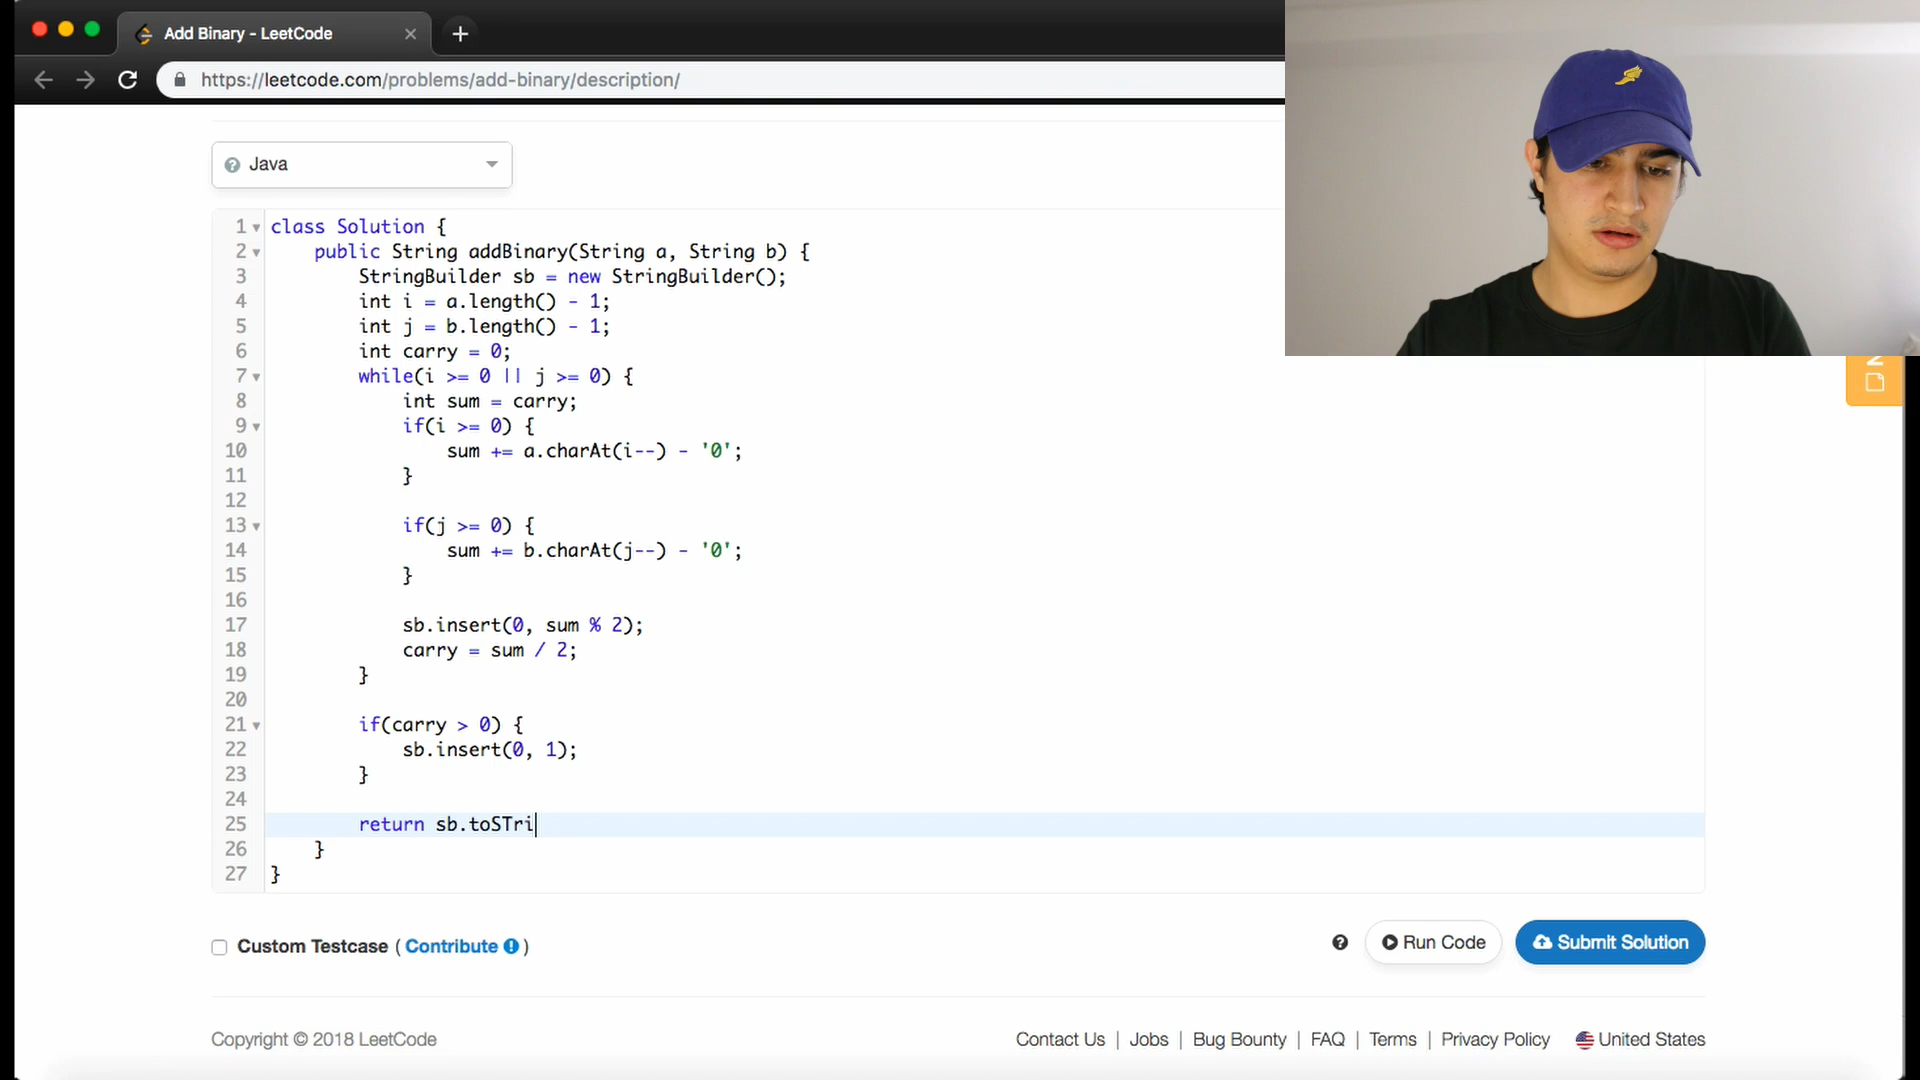 Add Binary - LeetCode
https://leetcode.com/problems/add-binary/description/
Java
1 class Solution {
2 public String addBinary(String a, String b) {
3 StringBuilder sb = new StringBuilder();
4 int i = a.length() - 1;
5 int j = b.length() - 1;
6 int carry = 0;
7 while(i >= 0 || j >= 0) {
8 int sum = carry;
9 if(i >= 0) {
10 sum += a.charAt(i--) - '0';
11 }
12
13 if(j >= 0) {
14 sum += b.charAt(j--) - '0';
15 }
16
17 sb.insert(0, sum % 2);
18 carry = sum / 2;
19 }
20
21 if(carry > 0) {
22 sb.insert(0, 1);
23 }
24
25 return sb.toSTri
26 }
27 }
Custom Testcase ( Contribute )
Run Code
Submit Solution
Copyright © 2018 LeetCode
Contact Us | Jobs | Bug Bounty | FAQ | Terms | Privacy Policy United States